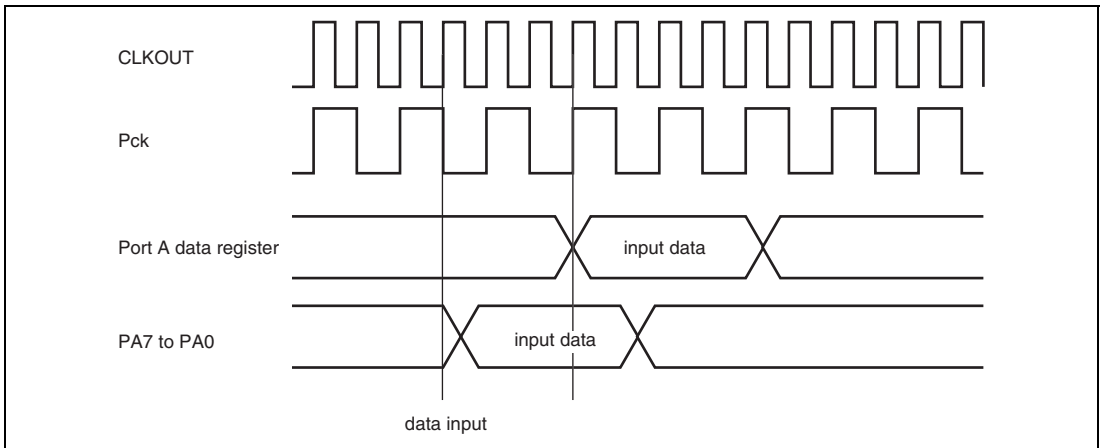 CLKOUT
Pck
Port A data register
input data
PA7 to PA0
input data
data input